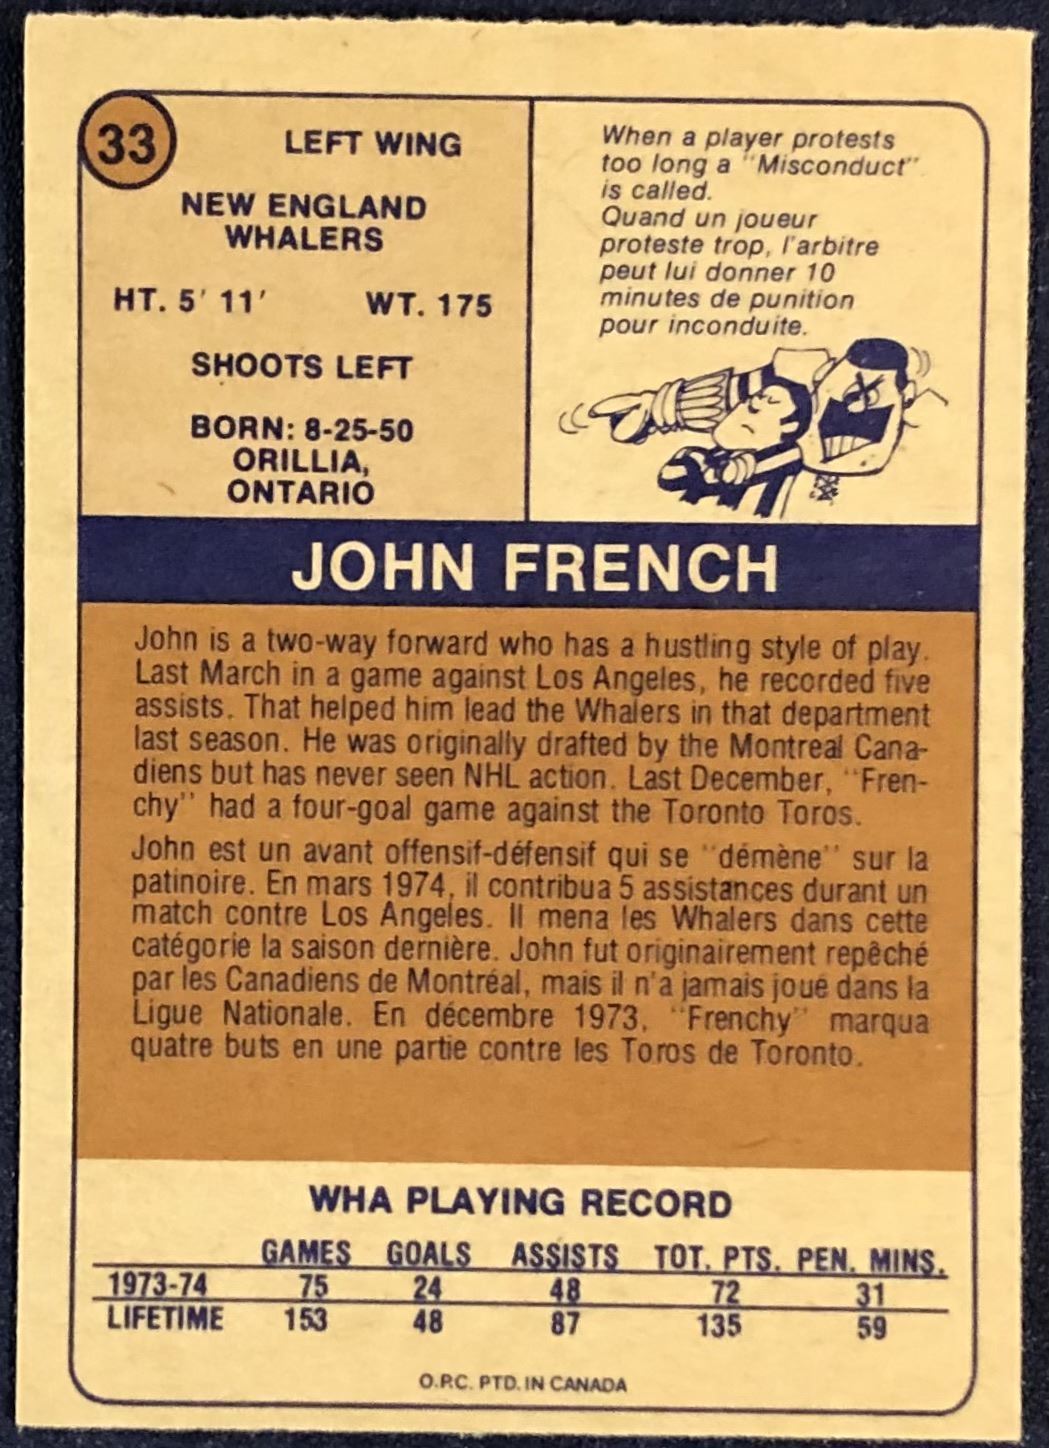 33
LEFT WING
NEW ENGLAND
WHALERS
HT. 5' 11' WT. 175
SHOOTS LEFT
BORN: 8-25-50
ORILLIA,
ONTARIO
When a player protests
too long a "Misconduct"
is called.
Quand un joueur
proteste trop, l'arbitre
peut lui donner 10
minutes de punition
pour inconduite.
JOHN FRENCH
John is a two-way forward who has a hustling style of play.
Last March in a game against Los Angeles, he recorded five
assists. That helped him lead the Whalers in that department
last season. He was originally drafted by the Montreal Cana-
diens but has never seen NHL action. Last December, "Fren-
chy" had a four-goal game against the Toronto Toros.
John est un avant offensif-défensif qui se "démène" sur la
patinoire. En mars 1974, il contribua 5 assistances durant un
match contre Los Angeles. Il mena les Whalers dans cette
catégorie la saison dernière. John fut originairement repêché
par les Canadiens de Montréal, mais il n'a jamais joué dans la
Ligue Nationale. En décembre 1973, "Frenchy" marqua
quatre buts en une partie contre les Toros de Toronto.
WHA PLAYING RECORD
GAMES GOALS ASSISTS TOT. PTS. PEN. MINS.
1973-74 75 24 48 72 31
LIFETIME 153 48 87 135 59
O.P.C. PTD. IN CANADA